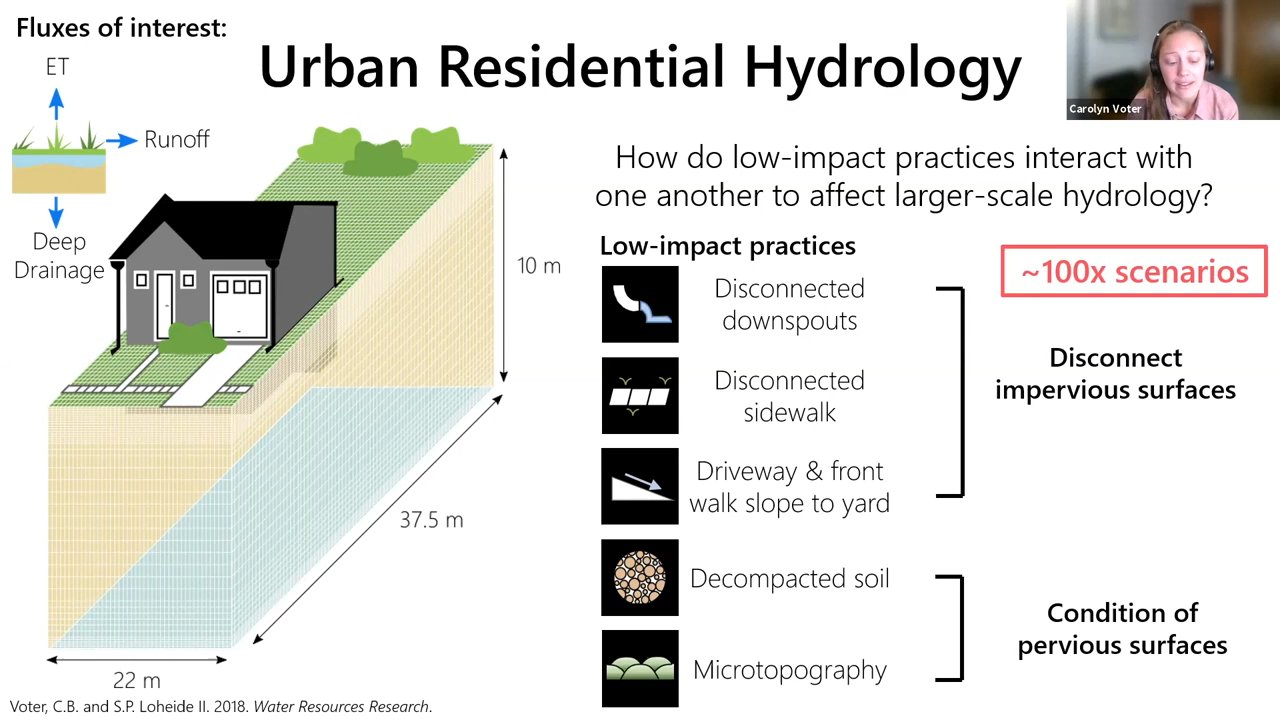 Fluxes of interest:
Urban Residential Hydrology
Carolyn Voter
ET
Runoff
Deep
Drainage
10 m
37.5 m
22 m
How do low-impact practices interact with
one another to affect larger-scale hydrology?
Low-impact practices
~100x scenarios
Disconnected
downspouts
Disconnected
sidewalk
Driveway & front
walk slope to yard
Disconnect
impervious surfaces
Decompacted soil
Microtopography
Condition of
pervious surfaces
Voter, C.B. and S.P. Loheide II. 2018. Water Resources Research.